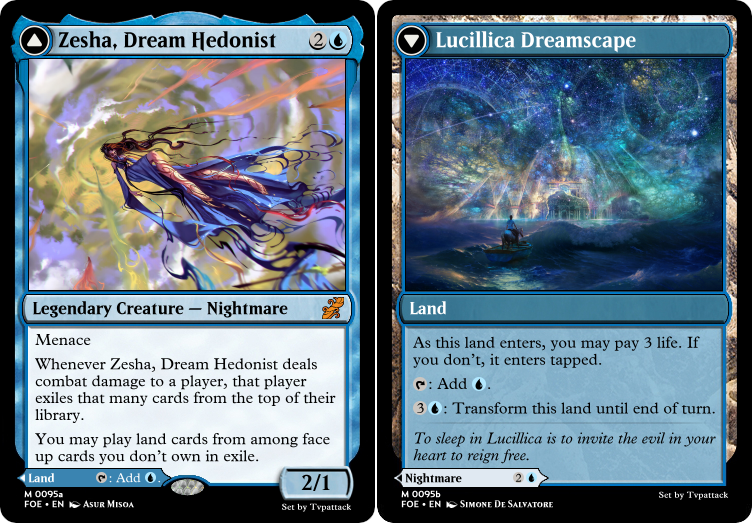 Zesha, Dream Hedonist 2
Legendary Creature — Nightmare
Menace
Whenever Zesha, Dream Hedonist deals
combat damage to a player, that player
exiles that many cards from the top of their
library.
You may play land cards from among face
up cards you don't own in exile.
Land : Add .
2/1
M 0095a
FOE • EN Asur Misoa
Set by Tvpattack
Lucillica Dreamscape
Land
As this land enters, you may pay 3 life. If
you don't, it enters tapped.
: Add .
3 : Transform this land until end of turn.
To sleep in Lucillica is to invite the evil in your
heart to reign free.
Nightmare 2
M 0095b
FOE • EN Simone De Salvatore
Set by Tvpattack